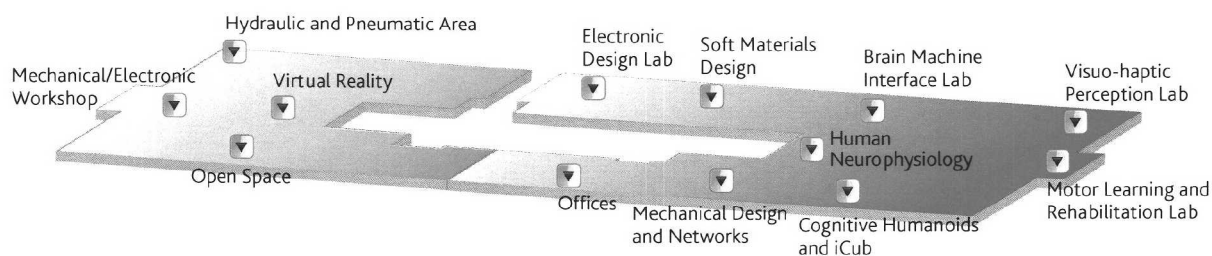 Hydraulic and Pneumatic Area
Mechanical/Electronic
Workshop
Virtual Reality
Open Space
Electronic
Design Lab
Soft Materials
Design
Brain Machine
Interface Lab
Visuo-haptic
Perception Lab
Human
Neurophysiology
Offices
Mechanical Design
and Networks
Cognitive Humanoids
and iCub
Motor Learning and
Rehabilitation Lab